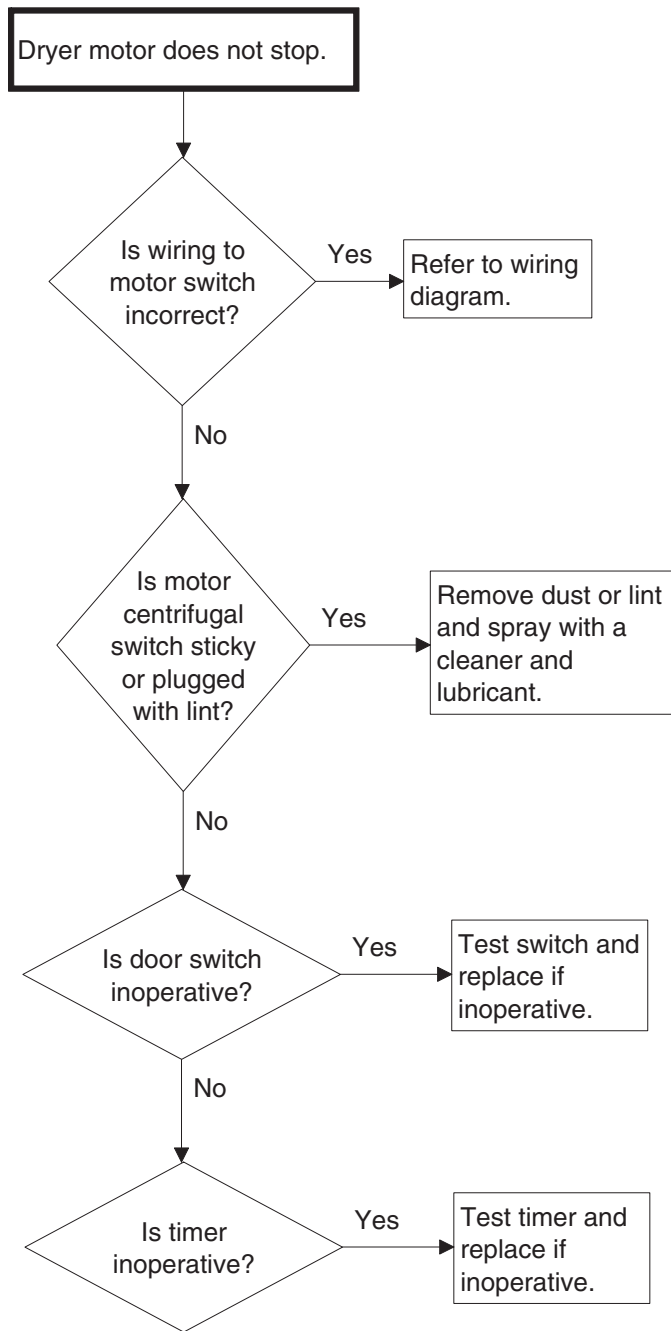 Dryer motor does not stop.
Is wiring to
motor switch
incorrect?
Yes
Refer to wiring
diagram.
No
Is motor
centrifugal
switch sticky
or plugged
with lint?
Yes
Remove dust or lint
and spray with a
cleaner and
lubricant.
No
Is door switch
inoperative?
Yes
Test switch and
replace if
inoperative.
No
Is timer
inoperative?
Yes
Test timer and
replace if
inoperative.